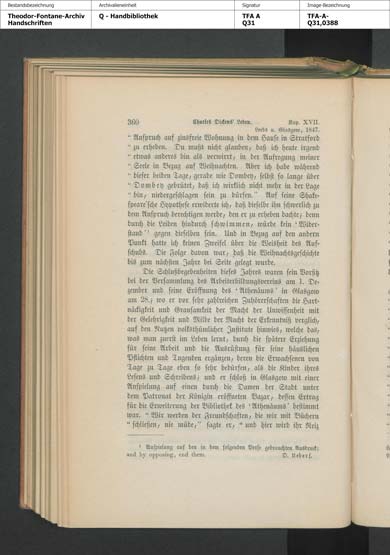 Bestandsbezeichnung
Archivalieneinheit
Signatur
Image-Bezeichnung
Theodor-Fontane-Archiv
Handschriften
Q - Handbibliothek
TFA A
Q31
TFA-A-
Q31,0388
360
Charles Dickens' Leben.
Kap. XVII.
Leeds u. Glasgow, 1847.
"Anspruch auf zinsfreie Wohnung in dem Hause in Stratford
"zu erheben. Du mußt nicht glauben, daß ich heute irgend
"etwas anders bin als verwirrt, in der Aufregung meiner
"Seele in Bezug auf Weihnachten. Aber ich habe während
"dieser beiden Tage, gerade wie Dombey, selbst so lange über
"Dombey gebrütet, daß ich wirklich nicht mehr in der Lage
"bin, niedergeschlagen sein zu dürfen." Auf seine Shake-
speare'sche Hypothese erwiderte ich, daß dieselbe ihn schwerlich zu
dem Anspruch berechtigen werde, den er zu erheben dachte; denn
durch die Leiden hindurch schwimmen, würde kein 'Wider-
stand'¹ gegen dieselben sein. Und in Bezug auf den andern
Punkt hatte ich keinen Zweifel über die Weisheit des Auf-
schubs. Die Folge davon war, daß die Weihnachtsgeschichte
bis zum nächsten Jahre bei Seite gelegt wurde.
Die Schlußbegebenheiten dieses Jahres waren sein Vorsitz
bei der Versammlung des Arbeiterbildungsvereins am 1. De-
zember und seine Eröffnung des 'Athenäums' in Glasgow
am 28.; wo er vor sehr zahlreichen Zuhörerschaften die Hart-
näckigkeit und Grausamkeit der Macht der Unwissenheit mit
der Gelehrigkeit und Milde der Macht der Erkenntniß verglich,
auf den Nutzen volksthümlicher Institute hinwies, welche das,
was man zuerst im Leben lernt, durch die spätere Erziehung
für seine Arbeit und die Ausrüstung für seine häuslichen
Pflichten und Tugenden ergänzen; deren die Erwachsenen von
Tage zu Tage eben so sehr bedürfen, als die Kinder ihres
Lesens und Schreibens; und er schloß in Glasgow mit einer
Anspielung auf einen durch die Damen der Stadt unter
dem Patronat der Königin eröffneten Bazar, dessen Ertrag
für die Erweiterung der Bibliothek des 'Athenäums' bestimmt
war. "Wir werden der Freundschaften, die wir mit Büchern
"schließen, nie müde," sagte er, "und hier wird ihr Reiz
¹ Anspielung auf den in dem folgenden Verse gebrauchten Ausdruck:
and by opposing, end them.
D. Uebers.